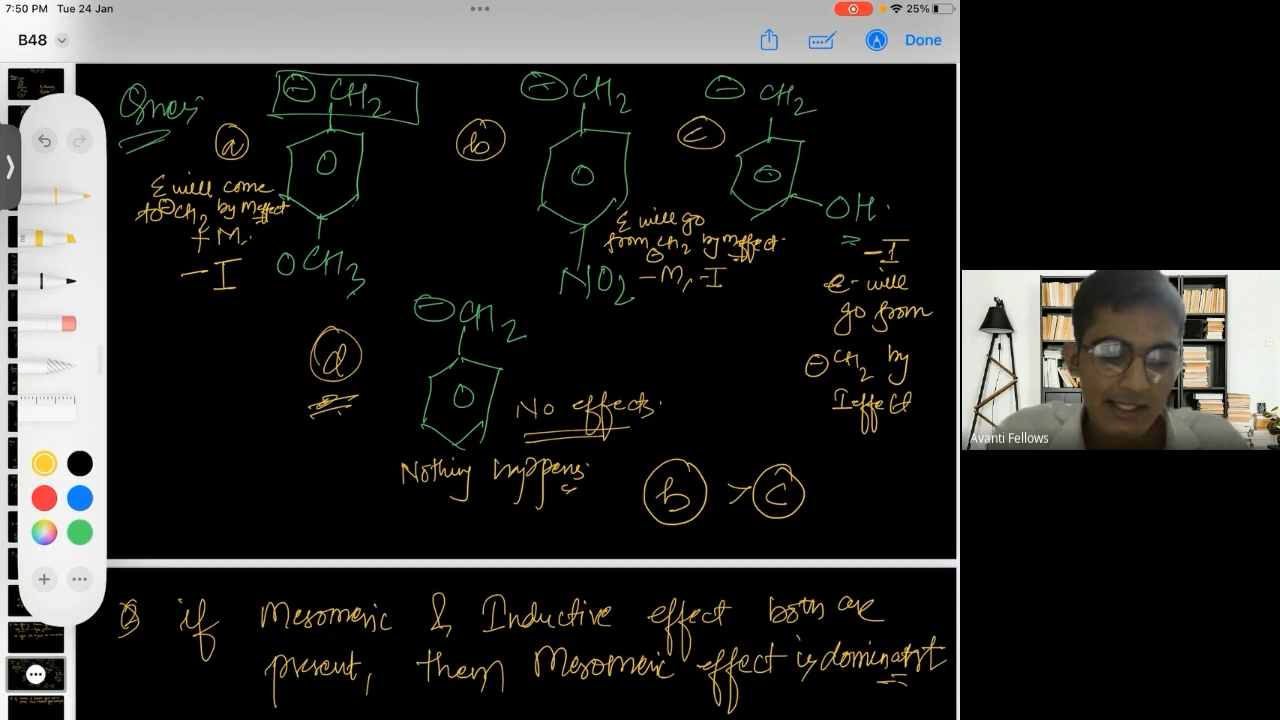 7:50 PM Tue 24 Jan
25%
B48
Done
Ques
⊖ CH2
⊖ CH2
⊖ CH2
a
b
c
E will come
to ⊖CH2 by Meffect
+ M.
- I
OCH3
E will go
from CH2 by Meffect.
⊖
- M, - I
NO2
OH.
- I
e- will
go from
⊖ CH2 by
I effect
⊖ CH2
d
No effects.
Nothing happens
b > c
Q if Mesomeric & Inductive effect both are
present, then Mesomeric effect is dominant
Avanti Fellows